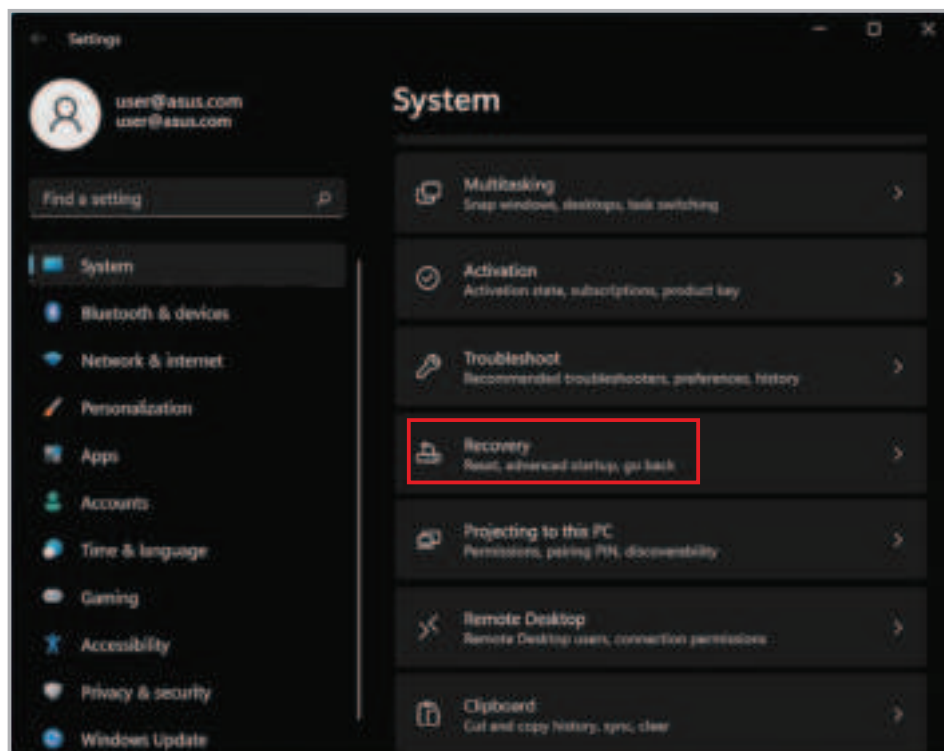 Settings
user@asus.com
user@asus.com
Find a setting
System
Bluetooth & devices
Network & internet
Personalization
Apps
Accounts
Time & language
Gaming
Accessibility
Privacy & security
Windows Update
System
Multitasking
Snap windows, desktops, task switching
Activation
Activation state, subscriptions, product key
Troubleshoot
Recommended troubleshooters, preferences, history
Recovery
Reset, advanced startup, go back
Projecting to this PC
Permissions, pairing PIN, discoverability
Remote Desktop
Remote Desktop users, connection permissions
Clipboard
Cut and copy history, sync, clear